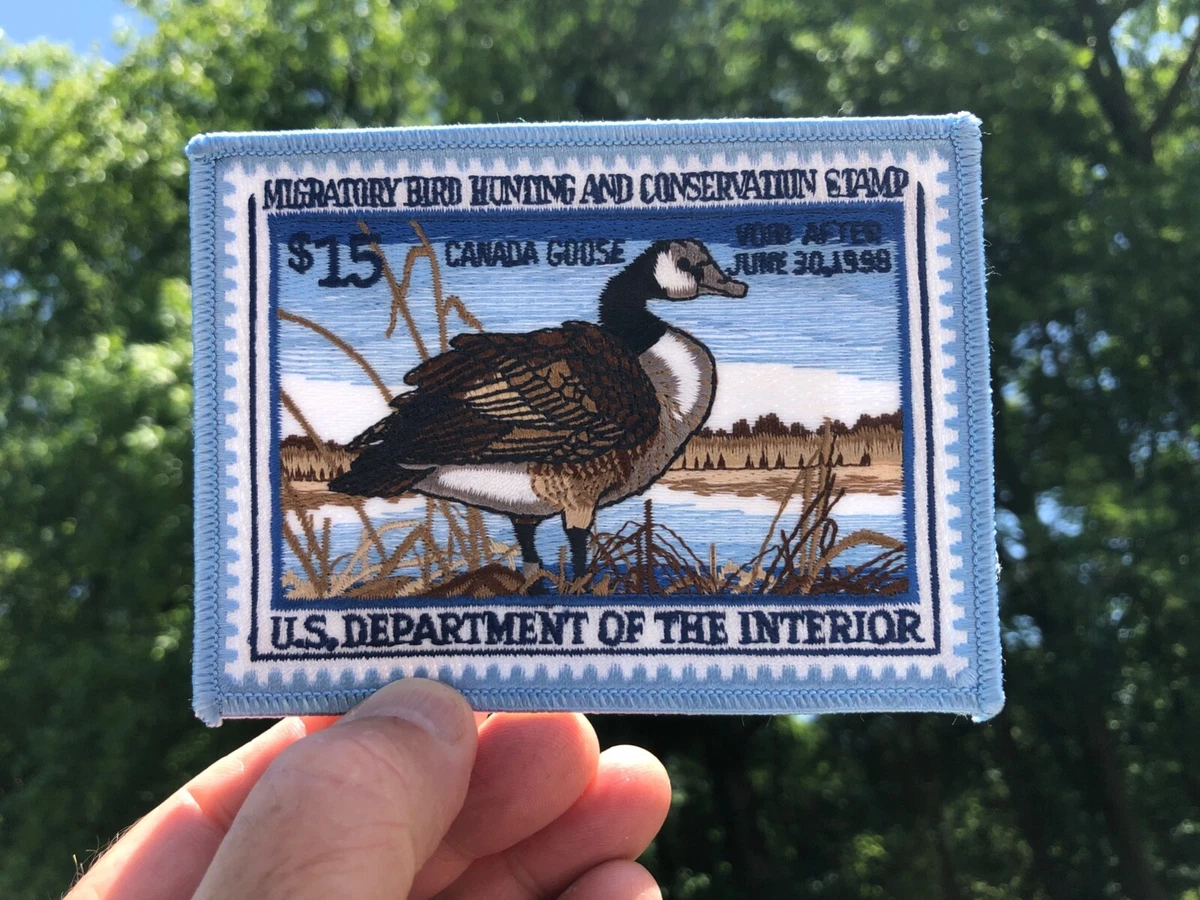 MIGRATORY BIRD HUNTING AND CONSERVATION STAMP
$15 CANADA GOOSE VOID AFTER
JUNE 30, 1998
U.S. DEPARTMENT OF THE INTERIOR